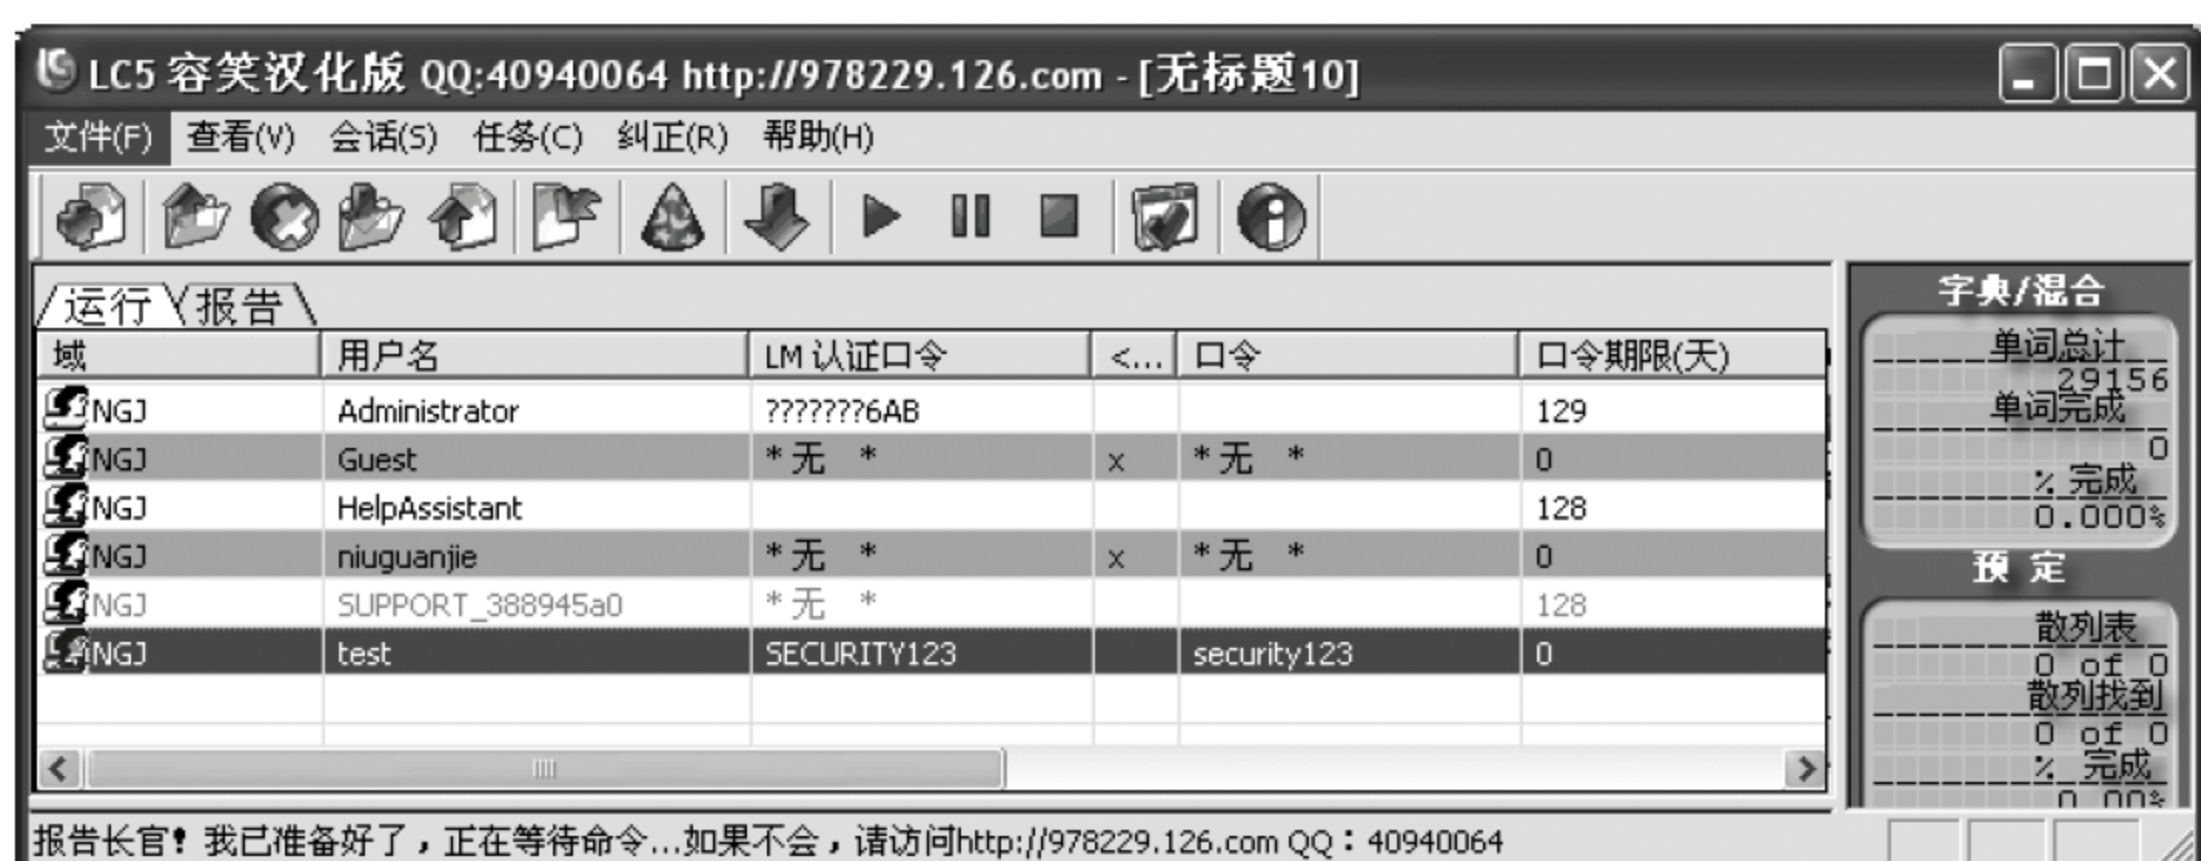 LC5 容笑汉化版 QQ:40940064 http://978229.126.com - [无标题10]
文件(F) 查看(V) 会话(S) 任务(C) 纠正(R) 帮助(H)
运行 报告
域 用户名 LM 认证口令 <... 口令 口令期限(天)
NGJ Administrator ???????6AB 129
NGJ Guest * 无 * x * 无 * 0
NGJ HelpAssistant 128
NGJ niuguanjie * 无 * x * 无 * 0
NGJ SUPPORT_388945a0 * 无 * 128
NGJ test SECURITY123 security123 0
字典/混合
单词总计
29156
单词完成
0
% 完成
0.000%
预 定
散列表
0 of 0
散列找到
0 of 0
% 完成
0.00%
报告长官!我已准备好了,正在等待命令...如果不会,请访问http://978229.126.com QQ:40940064